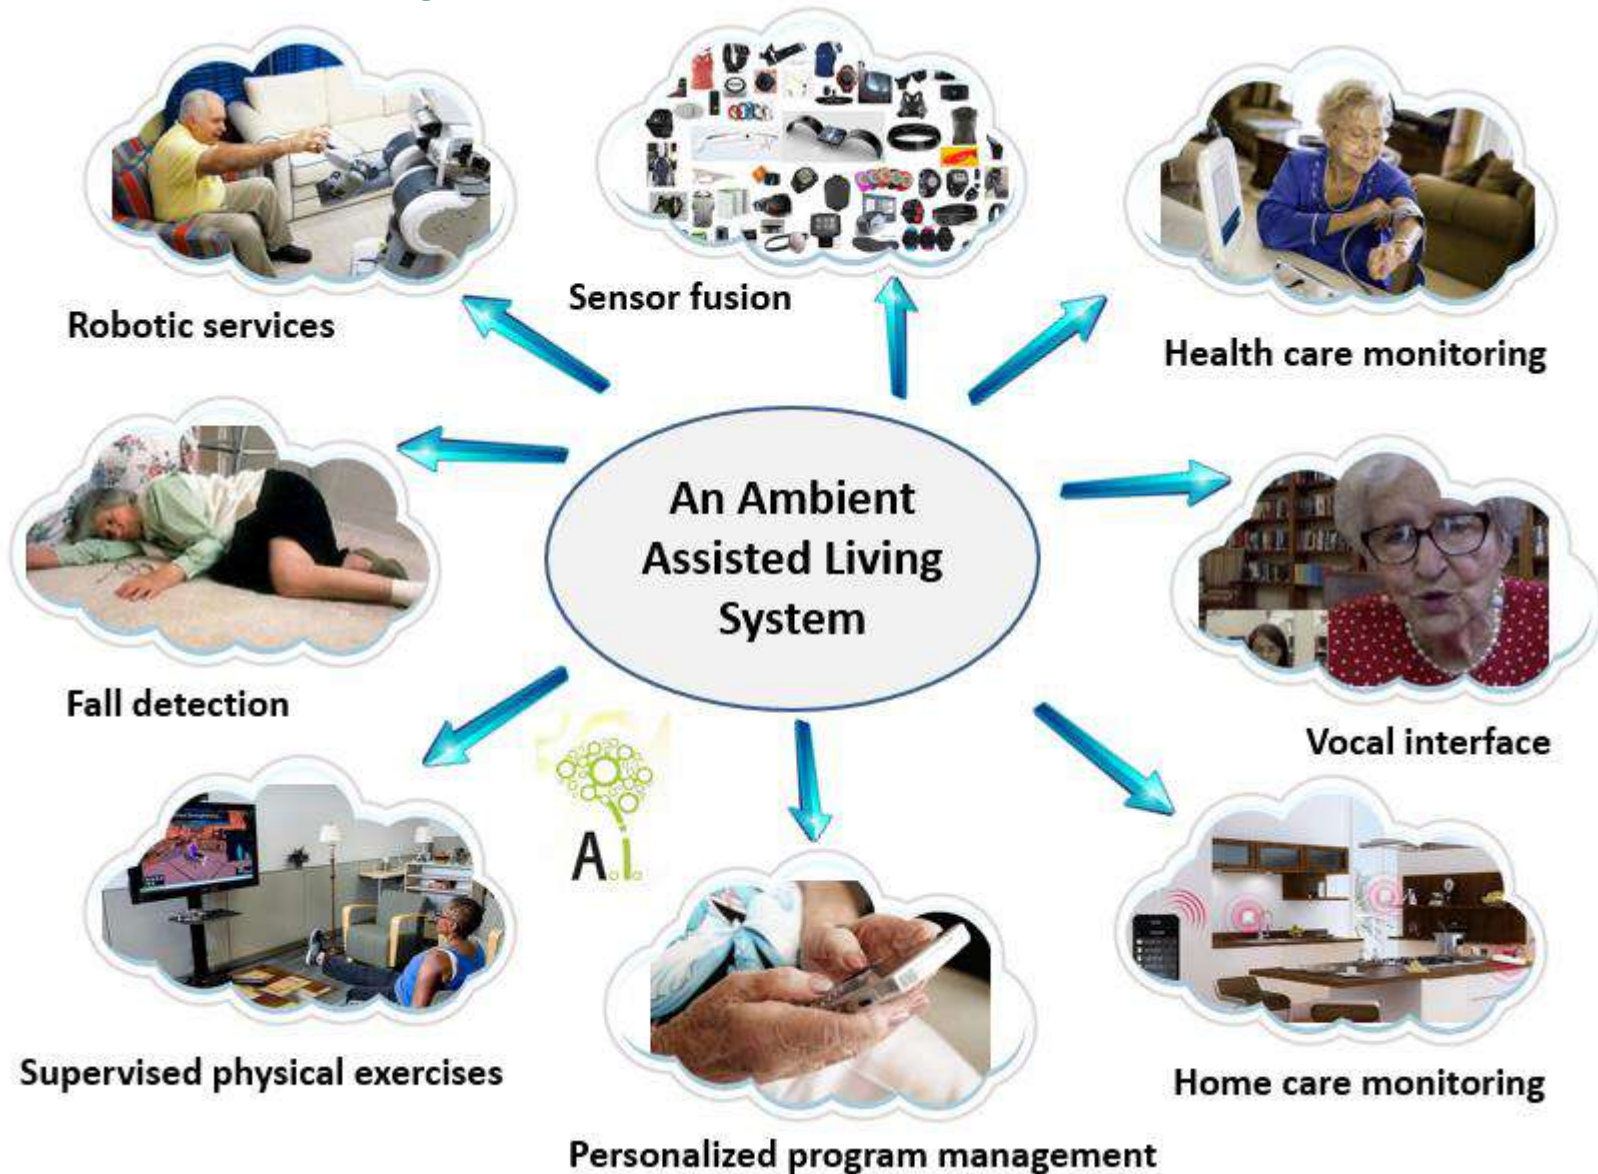 Sensor fusion
Robotic services
Health care monitoring
An Ambient
Assisted Living
System
Fall detection
Vocal interface
A.I.
Supervised physical exercises
Home care monitoring
Personalized program management